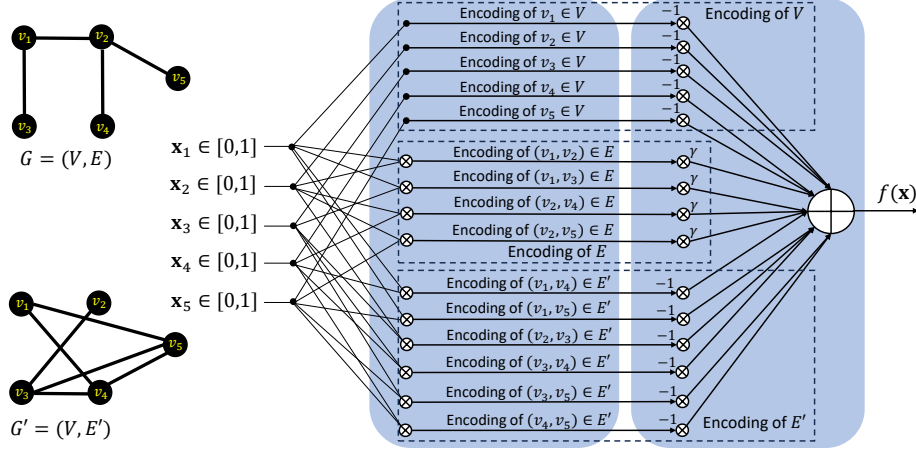 v₁
v₂
v₅
v₃
v₄
G = (V, E)
v₁
v₂
v₅
v₃
v₄
G′ = (V, E′)
𝐱₁ ∈ [0,1]
𝐱₂ ∈ [0,1]
𝐱₃ ∈ [0,1]
𝐱₄ ∈ [0,1]
𝐱₅ ∈ [0,1]
Encoding of v₁ ∈ V
−1
Encoding of V
Encoding of v₂ ∈ V
−1
Encoding of v₃ ∈ V
−1
Encoding of v₄ ∈ V
−1
Encoding of v₅ ∈ V
−1
Encoding of (v₁, v₂) ∈ E
γ
Encoding of (v₁, v₃) ∈ E
γ
Encoding of (v₂, v₄) ∈ E
γ
Encoding of (v₂, v₅) ∈ E
γ
Encoding of E
Encoding of (v₁, v₄) ∈ E′
−1
Encoding of (v₁, v₅) ∈ E′
−1
Encoding of (v₂, v₃) ∈ E′
−1
Encoding of (v₃, v₄) ∈ E′
−1
Encoding of (v₃, v₅) ∈ E′
−1
Encoding of (v₄, v₅) ∈ E′
−1
Encoding of E′
f(𝐱)